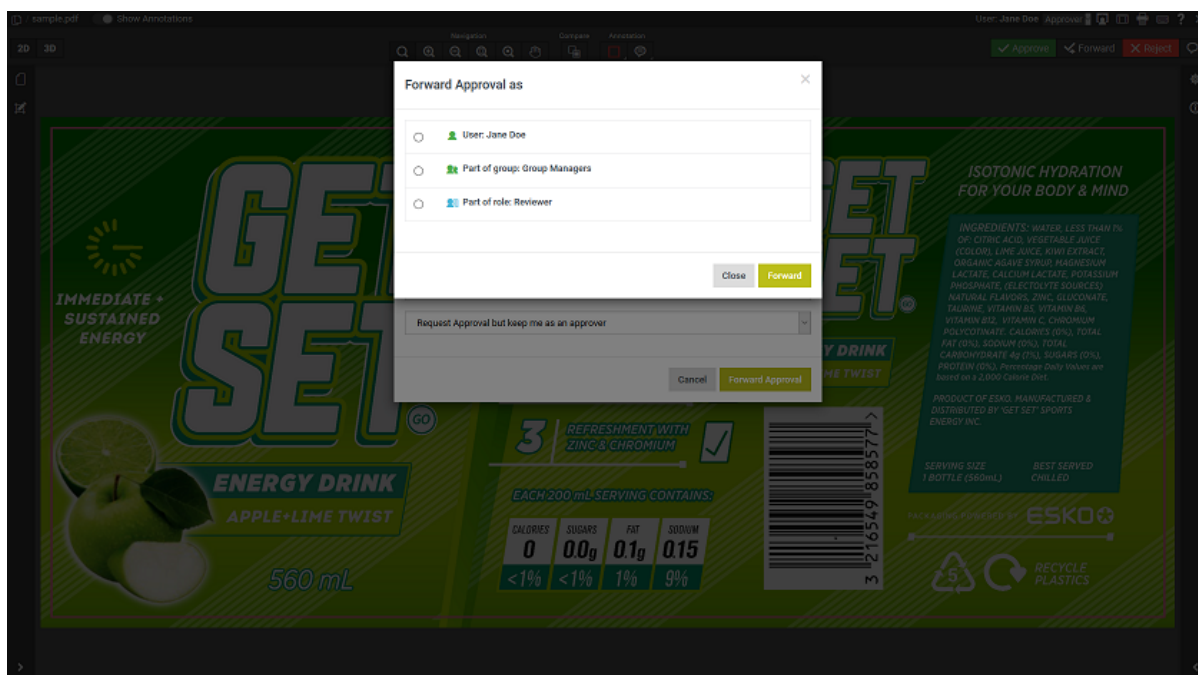 / sample.pdf
Show Annotations
User: Jane Doe
Approver
?
2D
3D
Navigation
Compare
Annotation
Approve
Forward
Reject
Forward Approval as
×
User: Jane Doe
Part of group: Group Managers
Part of role: Reviewer
Close
Forward
Request Approval but keep me as an approver
Cancel
Forward Approval
IMMEDIATE +
SUSTAINED
ENERGY
GET
SET
GO
ENERGY DRINK
APPLE+LIME TWIST
560 mL
3
REFRESHMENT WITH
ZINC & CHROMIUM
EACH 200 mL SERVING CONTAINS:
CALORIES
0
<1%
SUGARS
0.0g
<1%
FAT
0.1g
1%
SODIUM
0.15
9%
GET
SET
GO
Y DRINK
ME TWIST
3 216549 858577 >
ISOTONIC HYDRATION
FOR YOUR BODY & MIND
INGREDIENTS: WATER, LESS THAN 1%
OF: CITRIC ACID, VEGETABLE JUICE
(COLOR), LIME JUICE, KIWI EXTRACT,
ORGANIC AGAVE SYRUP, MAGNESIUM
LACTATE, CALCIUM LACTATE, POTASSIUM
PHOSPHATE, (ELECTOLYTE SOURCES)
NATURAL FLAVORS, ZINC, GLUCONATE,
TAURINE, VITAMIN B5, VITAMIN B6,
VITAMIN B12, VITAMIN C, CHROMIUM
POLYCOTINATE. CALORIES (0%), TOTAL
FAT (0%), SODIUM (0%), TOTAL
CARBOHYDRATE 4g (1%), SUGARS (0%),
PROTEIN (0%). Percentage Daily Values are
based on a 2,000 Calorie Diet.
PRODUCT OF ESKO. MANUFACTURED &
DISTRIBUTED BY 'GET SET' SPORTS
ENERGY INC.
SERVING SIZE
1 BOTTLE (560mL)
BEST SERVED
CHILLED
PACKAGING POWERED BY
ESKO
5
RECYCLE
PLASTICS